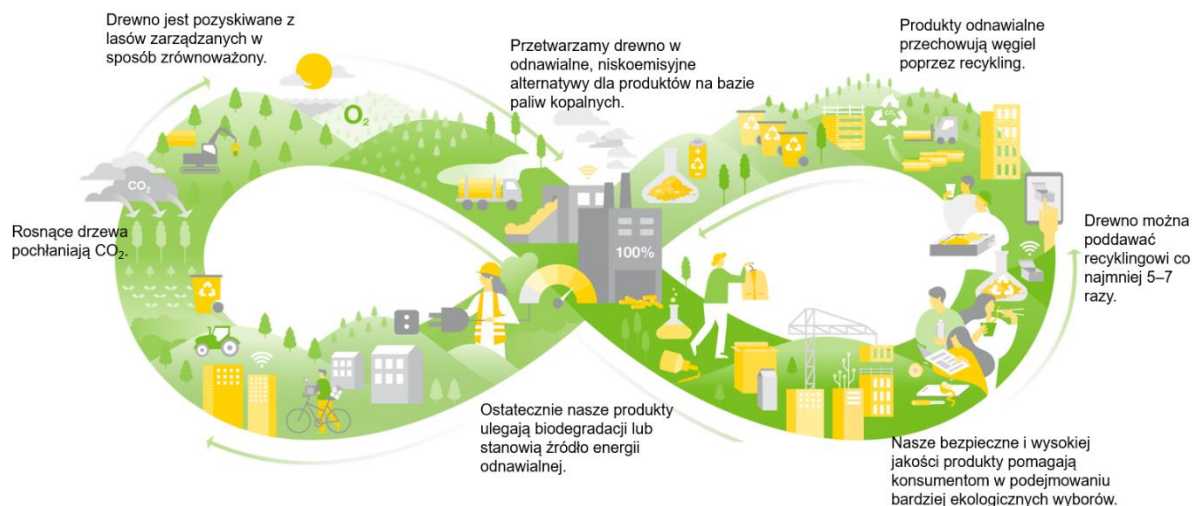 Drewno jest pozyskiwane z
lasów zarządzanych w
sposób zrównoważony.
Przetwarzamy drewno w
odnawialne, niskoemisyjne
alternatywy dla produktów na bazie
paliw kopalnych.
Produkty odnawialne
przechowują węgiel
poprzez recykling.
O₂
CO₂
CO₂
Rosnące drzewa
pochłaniają CO₂.
100%
Drewno można
poddawać
recyklingowi co
najmniej 5–7
razy.
Ostatecznie nasze produkty
ulegają biodegradacji lub
stanowią źródło energii
odnawialnej.
Nasze bezpieczne i wysokiej
jakości produkty pomagają
konsumentom w podejmowaniu
bardziej ekologicznych wyborów.